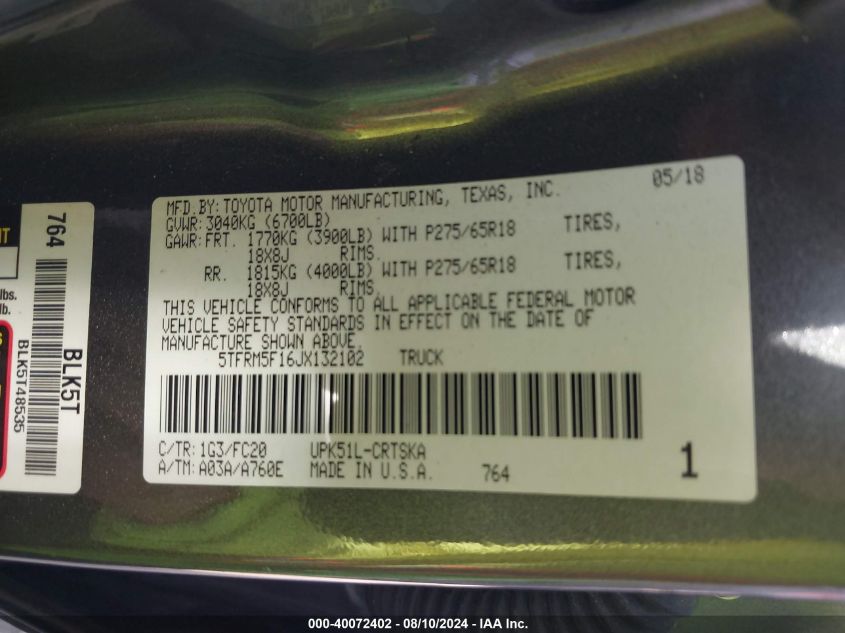 MFD.BY: TOYOTA MOTOR MANUFACTURING, TEXAS, INC. 05/18
GVWR: 3040KG (6700LB)
GAWR: FRT. 1770KG (3900LB) WITH P275/65R18 TIRES,
18X8J RIMS.
RR. 1815KG (4000LB) WITH P275/65R18 TIRES,
18X8J RIMS.
THIS VEHICLE CONFORMS TO ALL APPLICABLE FEDERAL MOTOR
VEHICLE SAFETY STANDARDS IN EFFECT ON THE DATE OF
MANUFACTURE SHOWN ABOVE.
5TFRM5F16JX132102 TRUCK
C/TR: 1G3/FC20 UPK51L-CRTSKA
A/TM: A03A/A760E MADE IN U.S.A. 764 1
764
BLK5T
BLK5T48535
lbs.
lb.
000-40072402 - 08/10/2024 - IAA Inc.